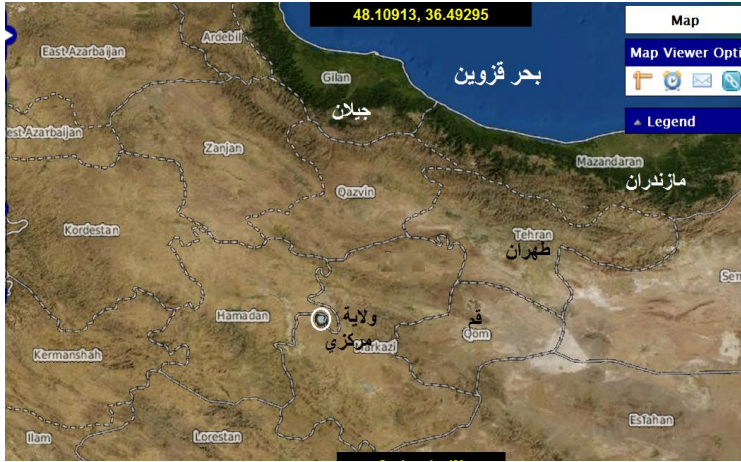 48.10913, 36.49295
Map
Map Viewer Opti
Legend
Ardebil
East Azarbaijan
Gilan
بحر قزوين
جيلان
est Azarbaijan
Zanjan
Mazandaran
مازندران
Qazvin
Kordestan
Tehran
طهران
Sem
Hamadan
ولاية
مركزي
Markazi
قم
Qom
Kermanshah
Esfahan
Ilam
Lorestan